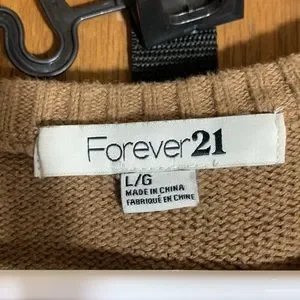 Forever21
L/G
MADE IN CHINA
FABRIQUÉ EN CHINE